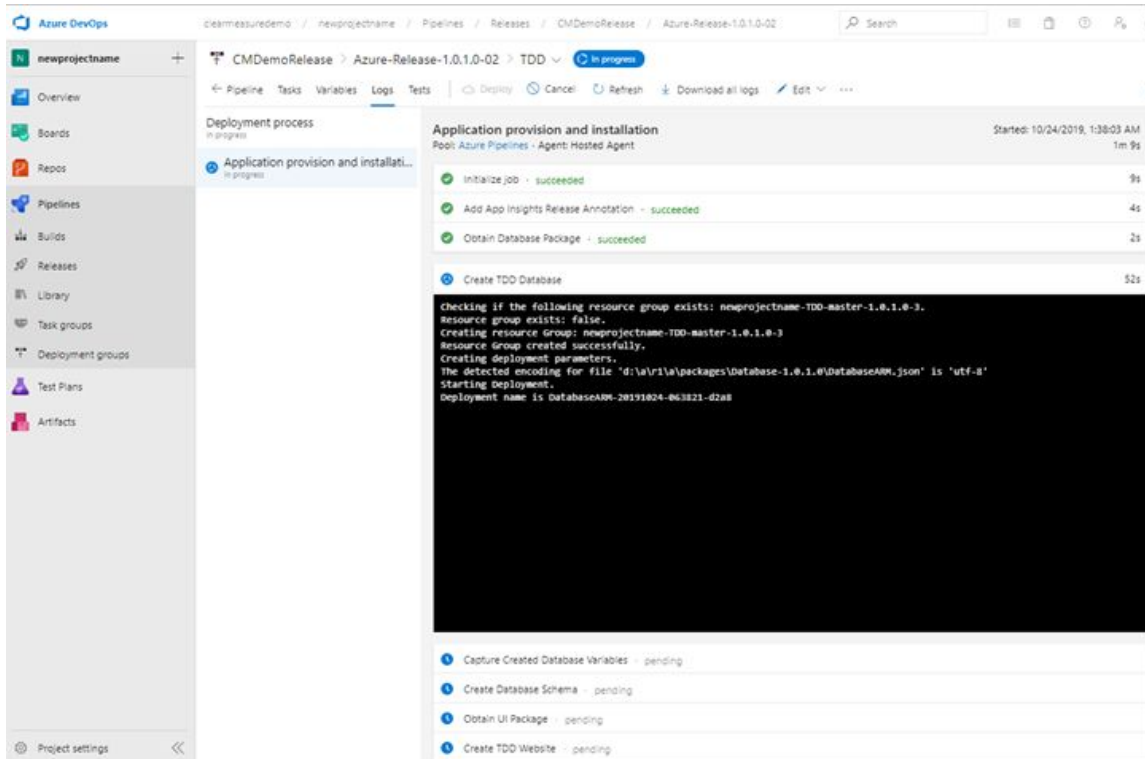 Azure DevOps
clearmeasuredemo / newprojectname / Pipelines / Releases / CMDemoRelease / Azure-Release-1.0.1.0-02
Search
N newprojectname +
Overview
Boards
Repos
Pipelines
Builds
Releases
Library
Task groups
Deployment groups
Test Plans
Artifacts
Project settings
CMDemoRelease > Azure-Release-1.0.1.0-02 > TDD In progress
Pipeline Tasks Variables Logs Tests Deploy Cancel Refresh Download all logs Edit ...
Deployment process
In progress
Application provision and installati...
In progress
Application provision and installation
Pool: Azure Pipelines · Agent: Hosted Agent
Started: 10/24/2019, 1:38:03 AM
1m 9s
Initialize job · succeeded 9s
Add App Insights Release Annotation · succeeded 4s
Obtain Database Package · succeeded 2s
Create TDD Database 52s
Checking if the following resource group exists: newprojectname-TDD-master-1.0.1.0-3.
Resource group exists: false.
Creating resource Group: newprojectname-TDD-master-1.0.1.0-3
Resource Group created successfully.
Creating deployment parameters.
The detected encoding for file 'd:\a\r1\a\packages\Database-1.0.1.0\DatabaseARM.json' is 'utf-8'
Starting Deployment.
Deployment name is DatabaseARM-20191024-063821-d2a8
Capture Created Database Variables · pending
Create Database Schema · pending
Obtain UI Package · pending
Create TDD Website · pending